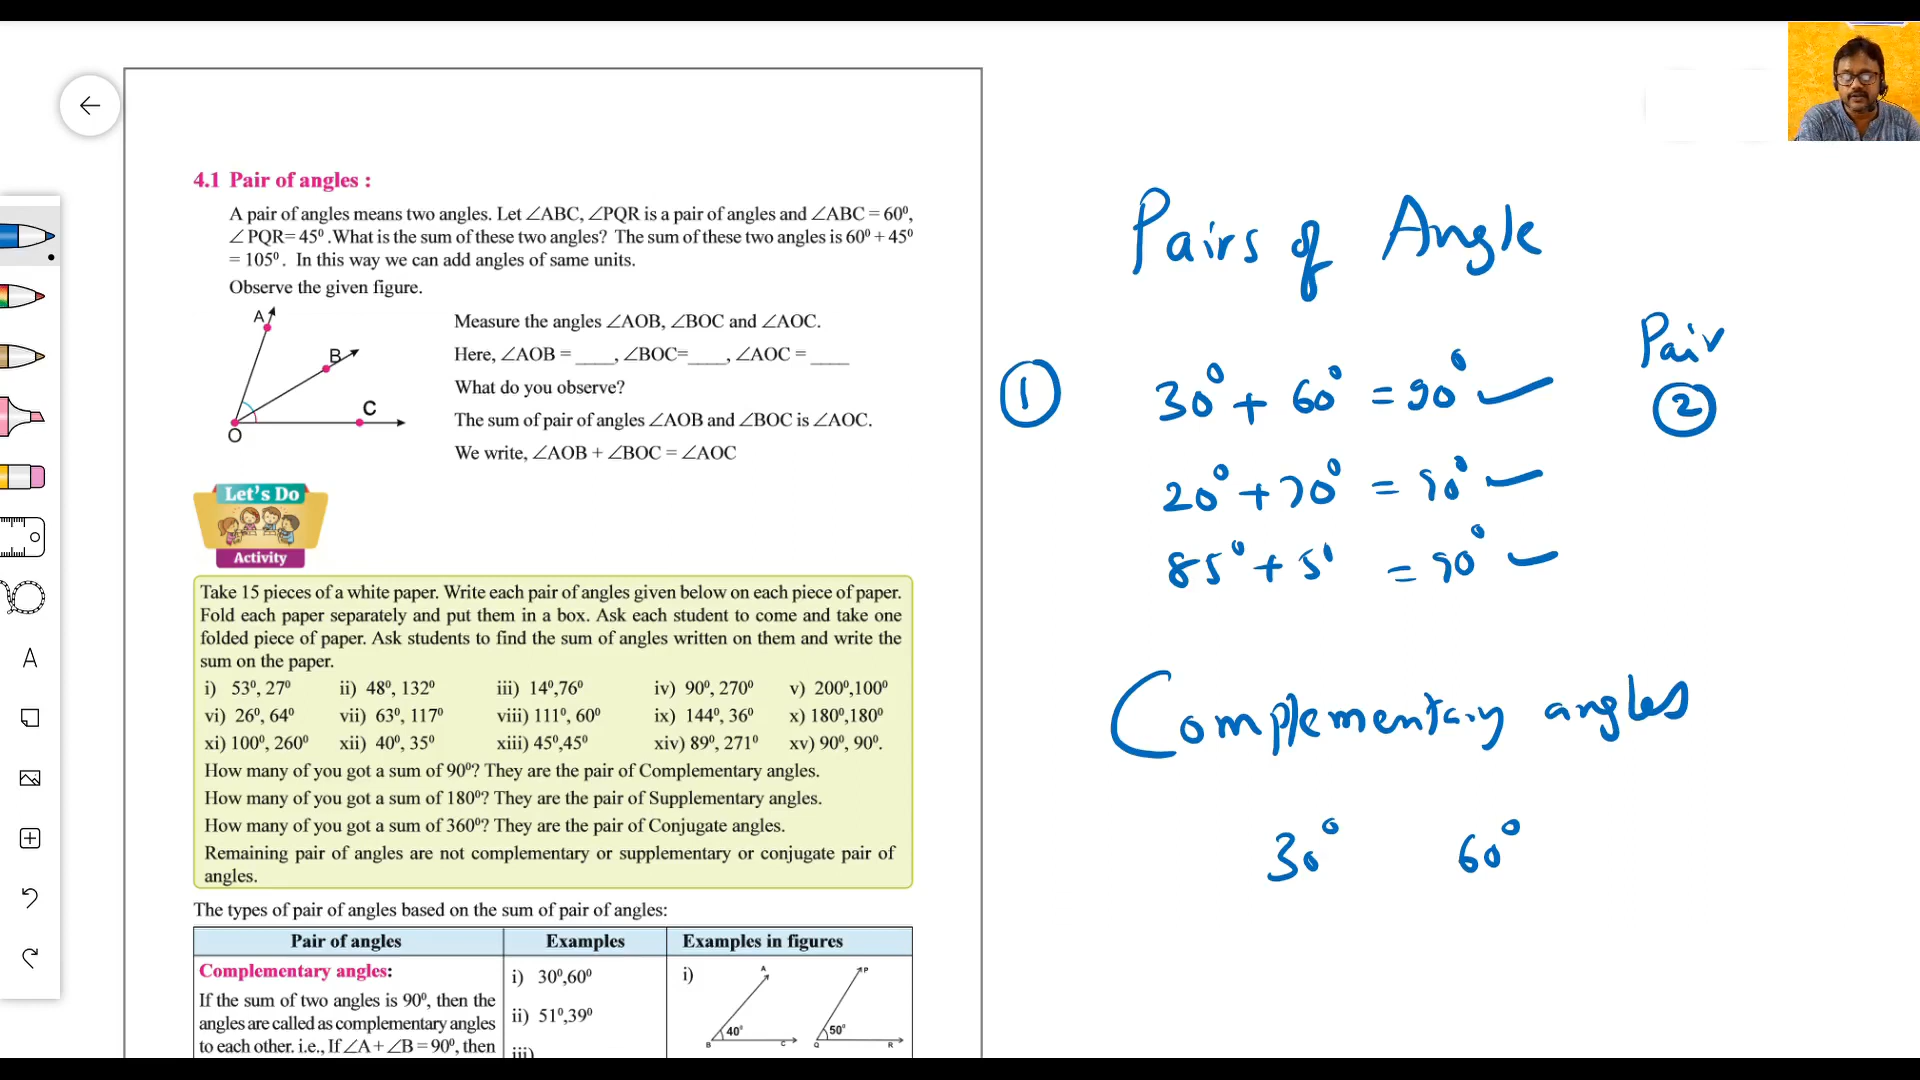 4.1 Pair of angles :
A pair of angles means two angles. Let ∠ABC, ∠PQR is a pair of angles and ∠ABC = 60⁰,
∠ PQR= 45⁰ .What is the sum of these two angles? The sum of these two angles is 60⁰ + 45⁰
= 105⁰. In this way we can add angles of same units.
Observe the given figure.
A
B
C
O
Measure the angles ∠AOB, ∠BOC and ∠AOC.
Here, ∠AOB = ____, ∠BOC=____, ∠AOC = ____
What do you observe?
The sum of pair of angles ∠AOB and ∠BOC is ∠AOC.
We write, ∠AOB + ∠BOC = ∠AOC
Let's Do
Activity
Take 15 pieces of a white paper. Write each pair of angles given below on each piece of paper.
Fold each paper separately and put them in a box. Ask each student to come and take one
folded piece of paper. Ask students to find the sum of angles written on them and write the
sum on the paper.
i) 53⁰, 27⁰ ii) 48⁰, 132⁰ iii) 14⁰,76⁰ iv) 90⁰, 270⁰ v) 200⁰,100⁰
vi) 26⁰, 64⁰ vii) 63⁰, 117⁰ viii) 111⁰, 60⁰ ix) 144⁰, 36⁰ x) 180⁰,180⁰
xi) 100⁰, 260⁰ xii) 40⁰, 35⁰ xiii) 45⁰,45⁰ xiv) 89⁰, 271⁰ xv) 90⁰, 90⁰.
How many of you got a sum of 90⁰? They are the pair of Complementary angles.
How many of you got a sum of 180⁰? They are the pair of Supplementary angles.
How many of you got a sum of 360⁰? They are the pair of Conjugate angles.
Remaining pair of angles are not complementary or supplementary or conjugate pair of
angles.
The types of pair of angles based on the sum of pair of angles:
Pair of angles Examples Examples in figures
Complementary angles:
If the sum of two angles is 90⁰, then the
angles are called as complementary angles
to each other. i.e., If ∠A + ∠B = 90⁰, then
i) 30⁰,60⁰
ii) 51⁰,39⁰
iii)
i)
A
40°
B
C
P
50°
Q
R
Pairs of Angle
Pair
②
① 30⁰ + 60⁰ = 90⁰
20⁰ + 70⁰ = 90⁰
85⁰ + 5⁰ = 90⁰
Complementary angles
30⁰ 60⁰
A